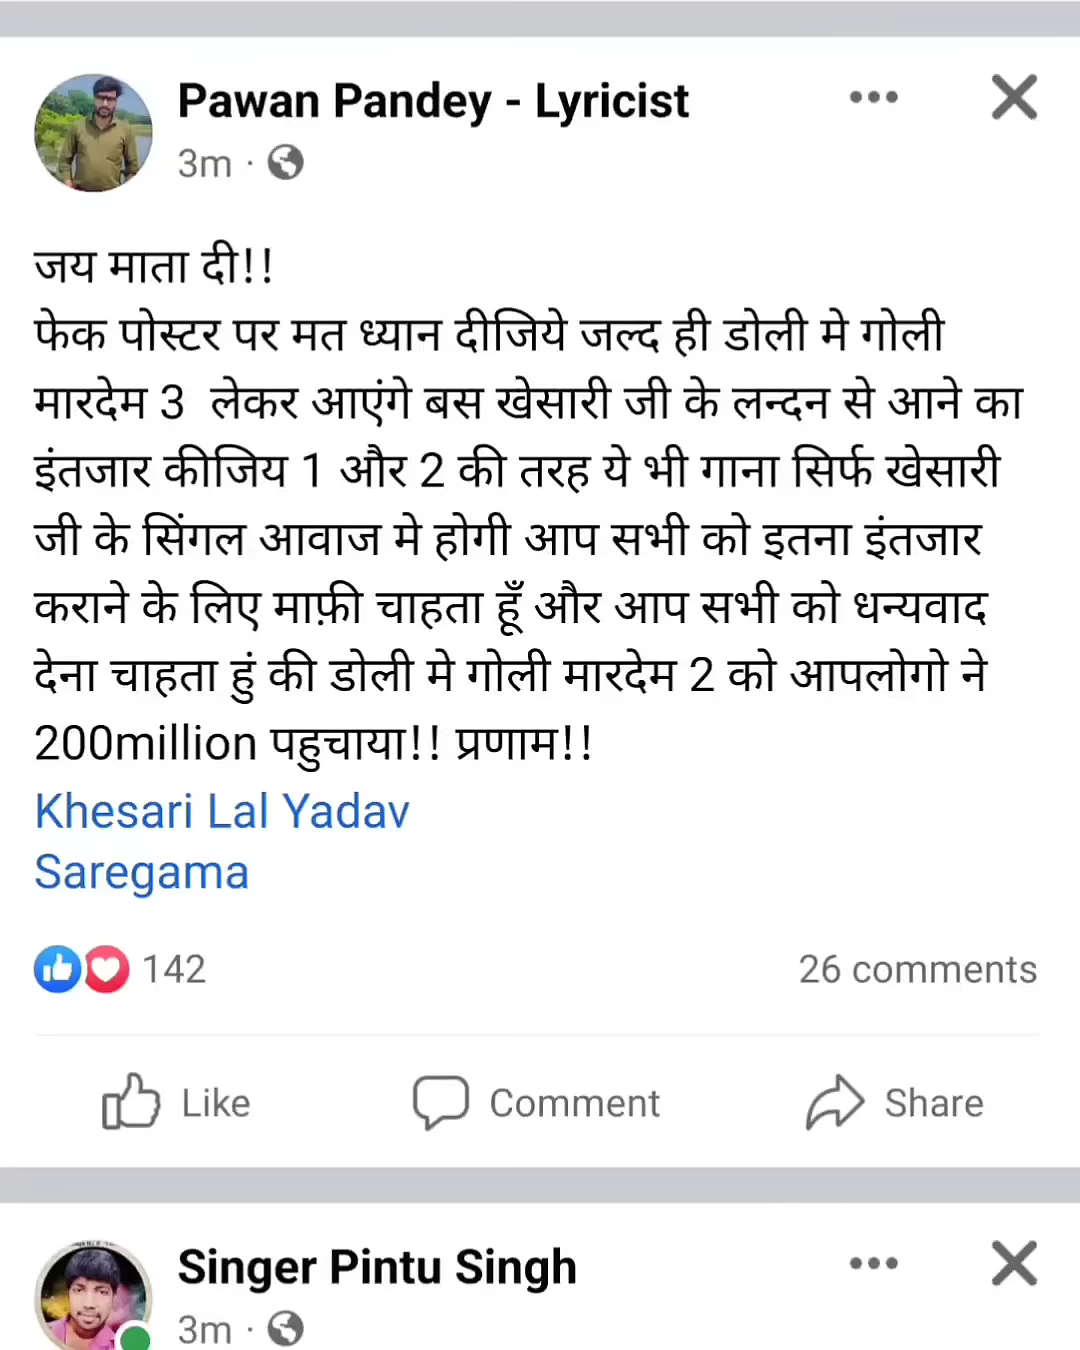 Pawan Pandey - Lyricist
3m ·
जय माता दी!!
फेक पोस्टर पर मत ध्यान दीजिये जल्द ही डोली मे गोली
मारदेम 3 लेकर आएंगे बस खेसारी जी के लन्दन से आने का
इंतजार कीजिय 1 और 2 की तरह ये भी गाना सिर्फ खेसारी
जी के सिंगल आवाज मे होगी आप सभी को इतना इंतजार
कराने के लिए माफ़ी चाहता हूँ और आप सभी को धन्यवाद
देना चाहता हुं की डोली मे गोली मारदेम 2 को आपलोगो ने
200million पहुचाया!! प्रणाम!!
Khesari Lal Yadav
Saregama
142 26 comments
Like Comment Share
Singer Pintu Singh
3m ·